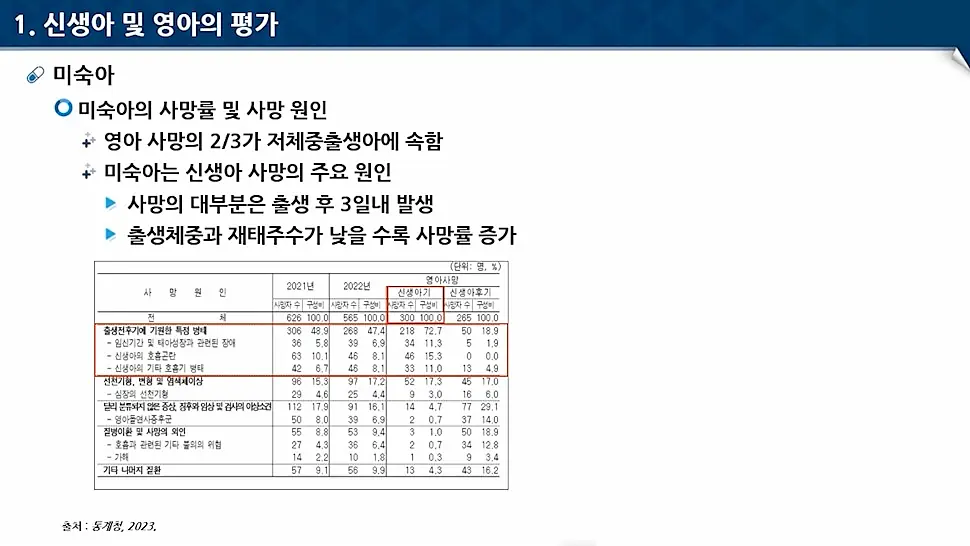 1. 신생아 및 영아의 평가
미숙아
미숙아의 사망률 및 사망 원인
영아 사망의 2/3가 저체중출생아에 속함
미숙아는 신생아 사망의 주요 원인
사망의 대부분은 출생 후 3일내 발생
출생체중과 재태주수가 낮을 수록 사망률 증가
(단위: 명, %)
사 망 원 인 2021년 2022년 영아사망
신생아기 신생아후기
사망자 수 구성비 사망자 수 구성비 사망자 수 구성비 사망자 수 구성비
전 체 626 100.0 565 100.0 300 100.0 265 100.0
출생전후기에 기원한 특정 병태 306 48.9 268 47.4 218 72.7 50 18.9
- 임신기간 및 태아성장과 관련된 장애 36 5.8 39 6.9 34 11.3 5 1.9
- 신생아의 호흡곤란 63 10.1 46 8.1 46 15.3 0 0.0
- 신생아의 기타 호흡기 병태 42 6.7 46 8.1 33 11.0 13 4.9
선천기형, 변형 및 염색체이상 96 15.3 97 17.2 52 17.3 45 17.0
- 심장의 선천기형 29 4.6 25 4.4 9 3.0 16 6.0
달리 분류되지 않은 증상, 징후와 임상 및 검사의 이상소견 112 17.9 91 16.1 14 4.7 77 29.1
- 영아돌연사증후군 50 8.0 39 6.9 2 0.7 37 14.0
질병이환 및 사망의 외인 55 8.8 53 9.4 3 1.0 50 18.9
- 호흡과 관련된 기타 불의의 위협 27 4.3 36 6.4 2 0.7 34 12.8
- 가해 14 2.2 10 1.8 1 0.3 9 3.4
기타 나머지 질환 57 9.1 56 9.9 13 4.3 43 16.2
출처 : 통계청, 2023.